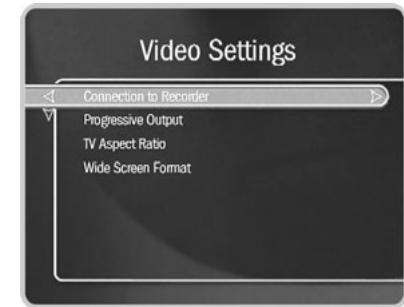 Video Settings
Connection to Recorder
Progressive Output
TV Aspect Ratio
Wide Screen Format